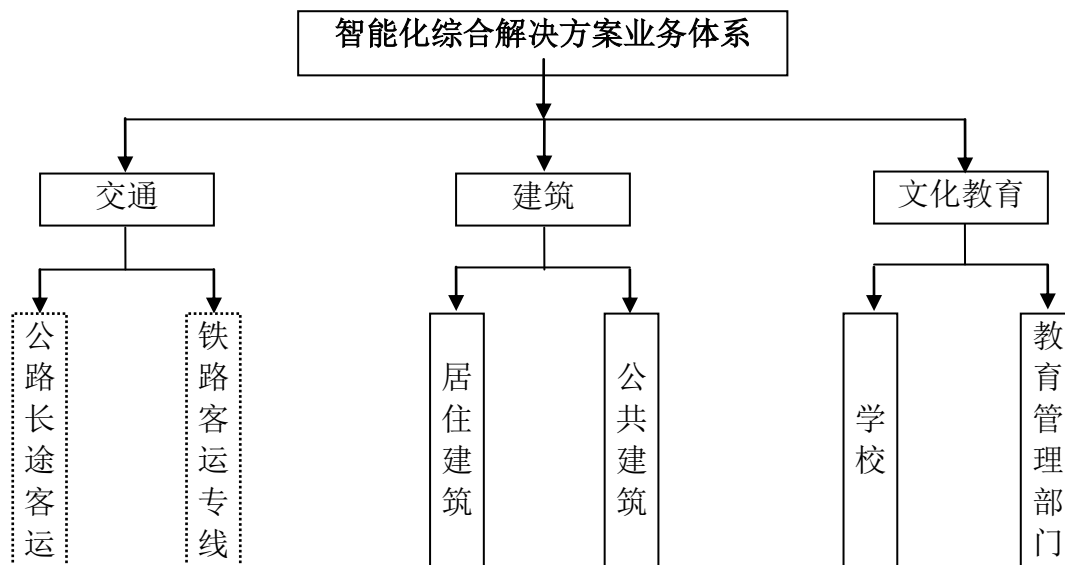 智能化综合解决方案业务体系
交通
建筑
文化教育
公路长途客运
铁路客运专线
居住建筑
公共建筑
学校
教育管理部门